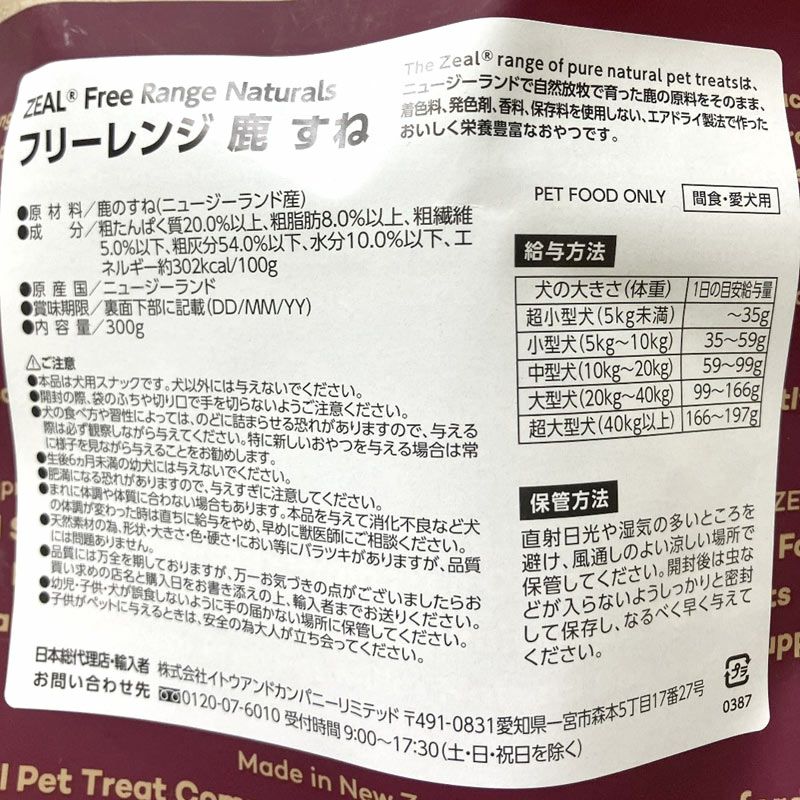 ZEAL® Free Range Naturals
フリーレンジ 鹿 すね
The Zeal® range of pure natural pet treatsは、
ニュージーランドで自然放牧で育った鹿の原料をそのまま、
着色料、発色剤、香料、保存料を使用しない、エアドライ製法で作った
おいしく栄養豊富なおやつです。
●原材料/鹿のすね(ニュージーランド産)
●成 分/粗たんぱく質20.0%以上、粗脂肪8.0%以上、粗繊維
5.0%以下、粗灰分54.0%以下、水分10.0%以下、エ
ネルギー約302kcal/100g
●原産国/ニュージーランド
●賞味期限/裏面下部に記載(DD/MM/YY)
●内容量/300g
⚠ご注意
●本品は犬用スナックです。犬以外には与えないでください。
●開封の際、袋のふちや切り口で手を切らないようご注意ください。
●犬の食べ方や習性によっては、のどに詰まらせる恐れがありますので、与える
際は必ず観察しながら与えてください。特に新しいおやつを与える場合は常
に様子を見ながら与えることをお勧めします。
●生後6ヵ月未満の幼犬には与えないでください。
●肥満になる恐れがありますので、与えすぎに注意してください。
●まれに体調や体質に合わない場合もあります。本品を与えて消化不良など犬
の体調が変わった時は直ちに給与をやめ、早めに獣医師にご相談ください。
●天然素材の為、形状・大きさ・色・硬さ・におい等にバラツキがありますが、品質
には問題ありません。
●品質には万全を期しておりますが、万一お気づきの点がございましたらお
買い求めの店名と購入日をお書き添えの上、輸入者までお送りください。
●幼児・子供・犬が誤食しないように手の届かない場所に保管してください。
●子供がペットに与えるときは、安全の為大人が立ち会ってください。
PET FOOD ONLY 間食・愛犬用
給与方法
犬の大きさ(体重) 1日の目安給与量
超小型犬(5kg未満) 〜35g
小型犬(5kg〜10kg) 35〜59g
中型犬(10kg〜20kg) 59〜99g
大型犬(20kg〜40kg) 99〜166g
超大型犬(40kg以上) 166〜197g
保管方法
直射日光や湿気の多いところを
避け、風通しのよい涼しい場所で
保管してください。開封後は虫な
どが入らないようしっかりと密封
して保存し、なるべく早く与えて
ください。
プラ
0387
日本総代理店・輸入者 株式会社イトウアンドカンパニーリミテッド 〒491-0831愛知県一宮市森本5丁目17番27号
お問い合わせ先 0120-07-6010 受付時間9:00〜17:30(土・日・祝日を除く)
Made in New Z
l Pet Treat Com